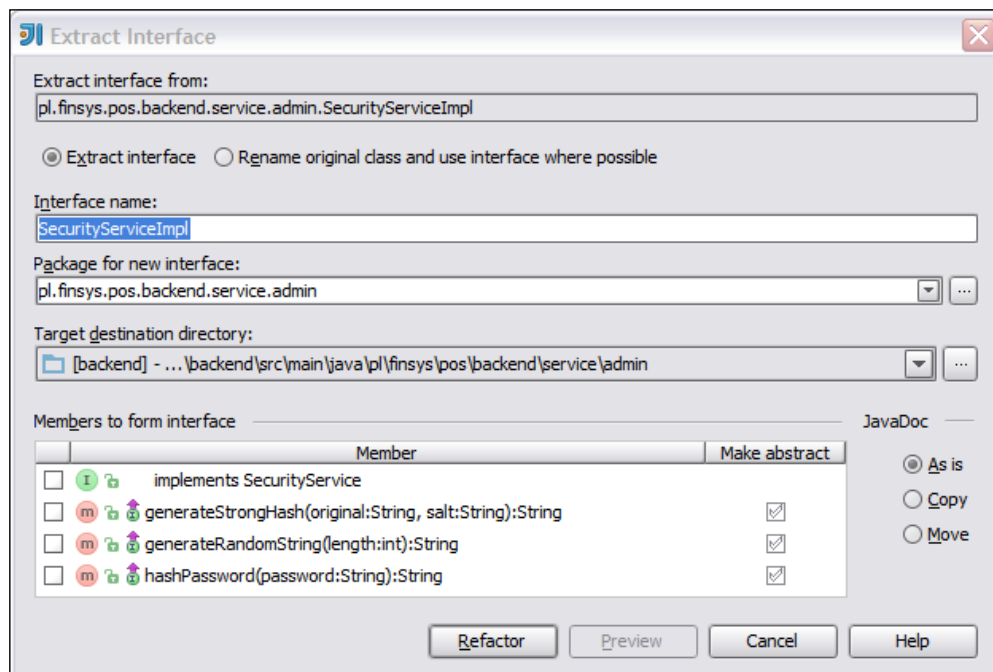 Extract Interface
Extract interface from:
pl.finsys.pos.backend.service.admin.SecurityServiceImpl
Extract interface Rename original class and use interface where possible
Interface name:
SecurityServiceImpl
Package for new interface:
pl.finsys.pos.backend.service.admin
...
Target destination directory:
[backend] - ...\backend\src\main\java\pl\finsys\pos\backend\service\admin
...
Members to form interface JavaDoc
Member Make abstract
I implements SecurityService As is
m generateStrongHash(original:String, salt:String):String Copy
m generateRandomString(length:int):String Move
m hashPassword(password:String):String
Refactor Preview Cancel Help